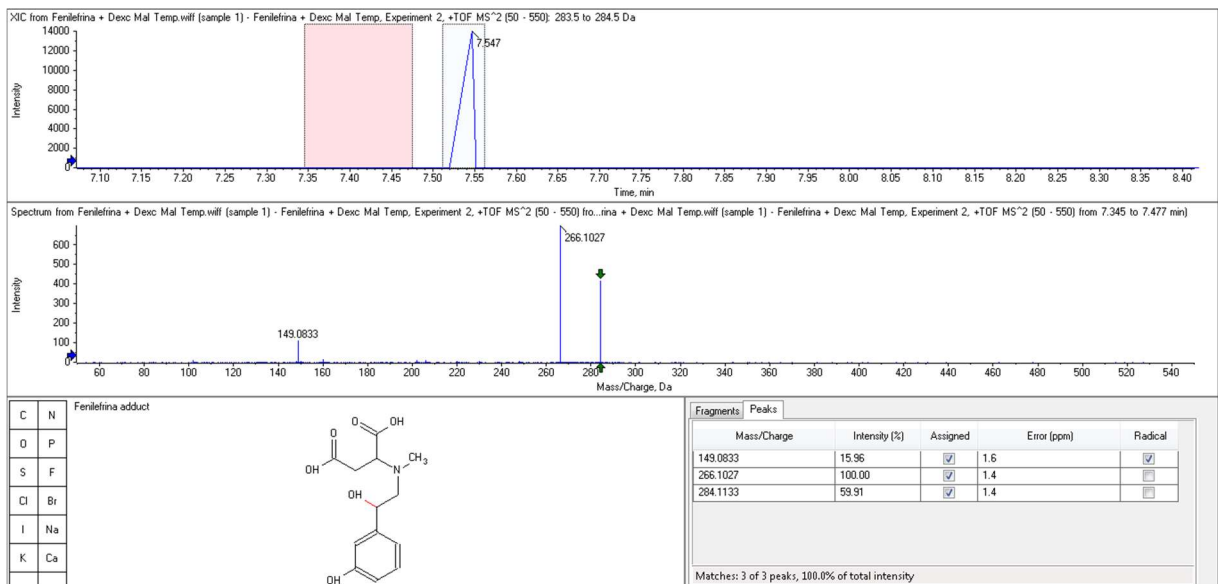 XIC from Fenilefrina + Dexc Mal Temp.wiff (sample 1) - Fenilefrina + Dexc Mal Temp, Experiment 2, +TOF MS^2 (50 - 550): 283.5 to 284.5 Da
14000
12000
10000
8000
6000
4000
2000
0
Intensity
7.547
7.10 7.15 7.20 7.25 7.30 7.35 7.40 7.45 7.50 7.55 7.60 7.65 7.70 7.75 7.80 7.85 7.90 7.95 8.00 8.05 8.10 8.15 8.20 8.25 8.30 8.35 8.40
Time, min
Spectrum from Fenilefrina + Dexc Mal Temp.wiff (sample 1) - Fenilefrina + Dexc Mal Temp, Experiment 2, +TOF MS^2 (50 - 550) fro...rina + Dexc Mal Temp.wiff (sample 1) - Fenilefrina + Dexc Mal Temp, Experiment 2, +TOF MS^2 (50 - 550) from 7.345 to 7.477 min)
600
500
400
300
200
100
0
Intensity
266.1027
149.0833
60 80 100 120 140 160 180 200 220 240 260 280 300 320 340 360 380 400 420 440 460 480 500 520 540
Mass/Charge, Da
C N
O P
S F
Cl Br
I Na
K Ca
Fenilefrina adduct
O
OH
O
OH
N
CH3
OH
OH
Fragments Peaks
Mass/Charge Intensity (%) Assigned Error (ppm) Radical
149.0833 15.96 1.6
266.1027 100.00 1.4
284.1133 59.91 1.4
Matches: 3 of 3 peaks, 100.0% of total intensity